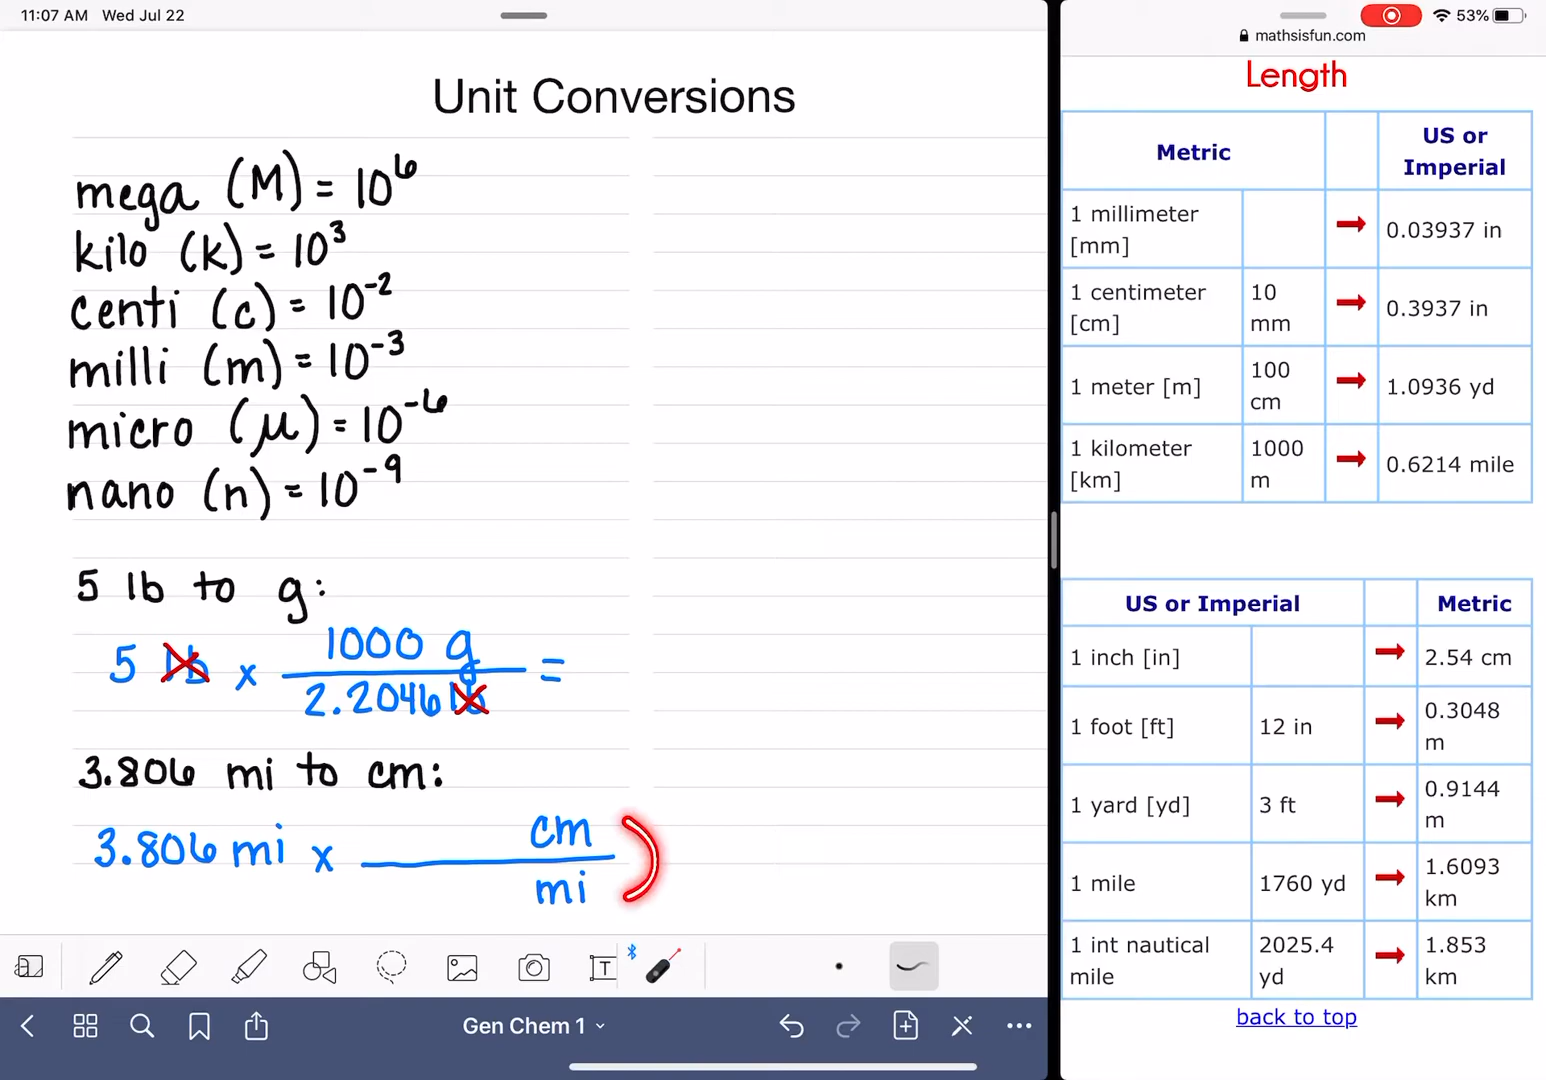 11:07 AM Wed Jul 22
53%
mathsisfun.com
Unit Conversions
mega (M) = 10⁶
kilo (k) = 10³
centi (c) = 10⁻²
milli (m) = 10⁻³
micro (μ) = 10⁻⁶
nano (n) = 10⁻⁹
5 lb to g:
5 lb x 1000 g =
2.2046 lb
3.806 mi to cm:
3.806 mi x cm
mi
Gen Chem 1
Length
Metric US or Imperial
1 millimeter [mm] 0.03937 in
1 centimeter [cm] 10 mm 0.3937 in
1 meter [m] 100 cm 1.0936 yd
1 kilometer [km] 1000 m 0.6214 mile
US or Imperial Metric
1 inch [in] 2.54 cm
1 foot [ft] 12 in 0.3048 m
1 yard [yd] 3 ft 0.9144 m
1 mile 1760 yd 1.6093 km
1 int nautical mile 2025.4 yd 1.853 km
back to top